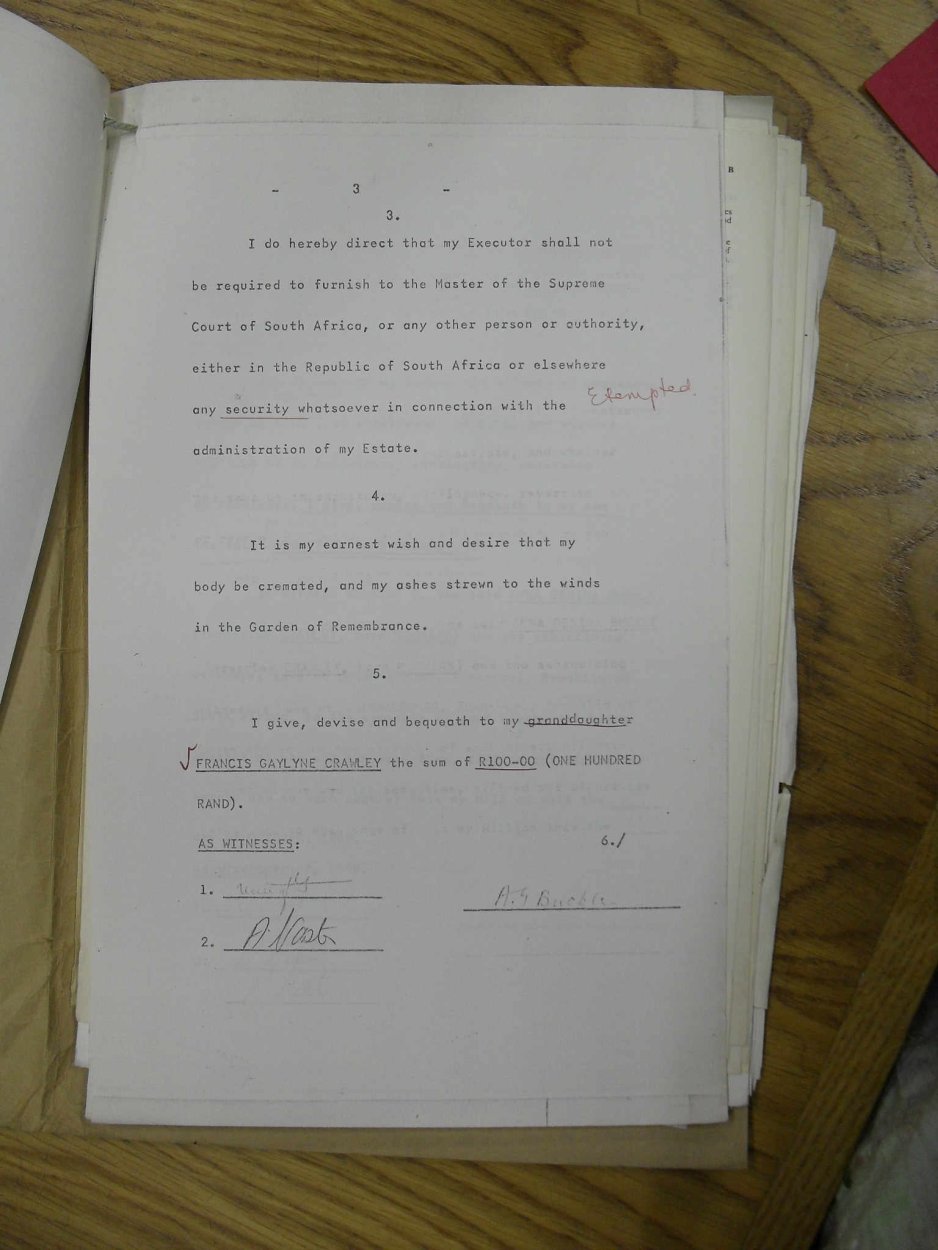 - 3 -
3.
I do hereby direct that my Executor shall not
be required to furnish to the Master of the Supreme
Court of South Africa, or any other person or authority,
either in the Republic of South Africa or elsewhere
any security whatsoever in connection with the Exempted.
administration of my Estate.
4.
It is my earnest wish and desire that my
body be cremated, and my ashes strewn to the winds
in the Garden of Remembrance.
5.
I give, devise and bequeath to my granddaughter
FRANCIS GAYLYNE CRAWLEY the sum of R100-00 (ONE HUNDRED
RAND).
AS WITNESSES: 6./
1.
A.G Buckle
2.
B